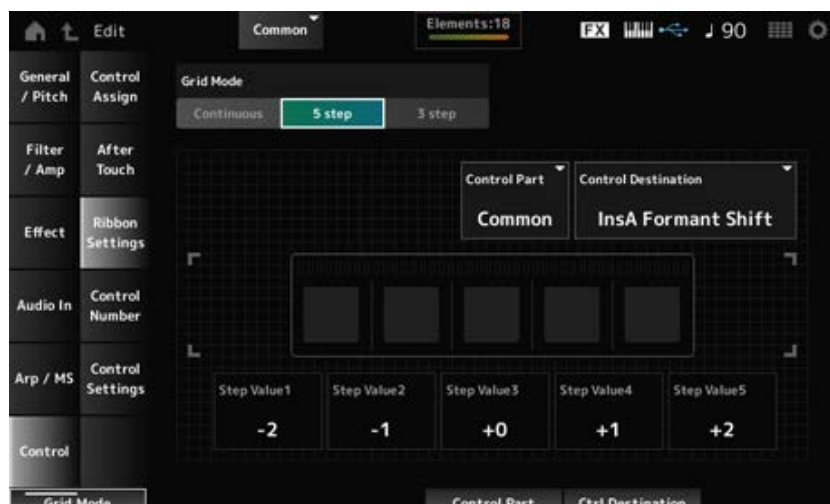 Edit
Common
Elements:18
FX
♩ 90
General
/ Pitch
Control
Assign
Grid Mode
Continuous
5 step
3 step
Filter
/ Amp
After
Touch
Control Part
Common
Control Destination
InsA Formant Shift
Effect
Ribbon
Settings
Audio In
Control
Number
Arp / MS
Control
Settings
Step Value1
Step Value2
Step Value3
Step Value4
Step Value5
-2
-1
+0
+1
+2
Control
Grid Mode
Control Part
Ctrl Destination